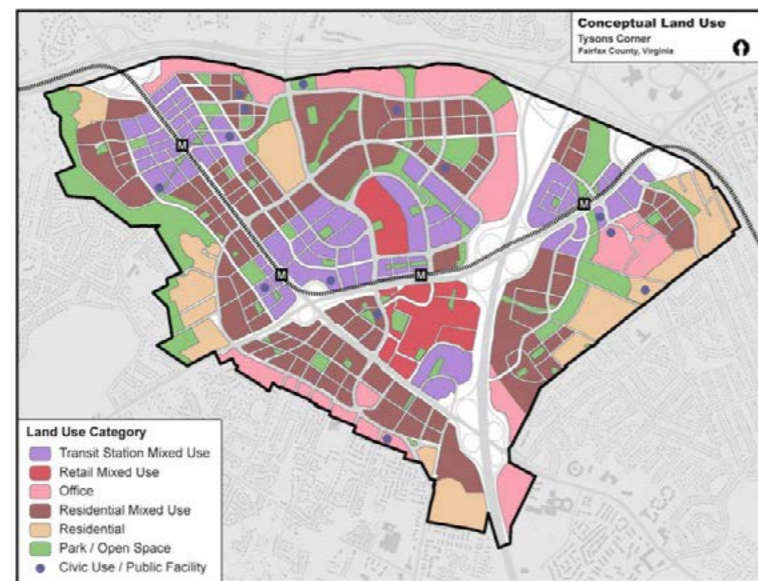 Conceptual Land Use
Tysons Corner
Fairfax County, Virginia
M
M
M
M
Land Use Category
Transit Station Mixed Use
Retail Mixed Use
Office
Residential Mixed Use
Residential
Park / Open Space
Civic Use / Public Facility